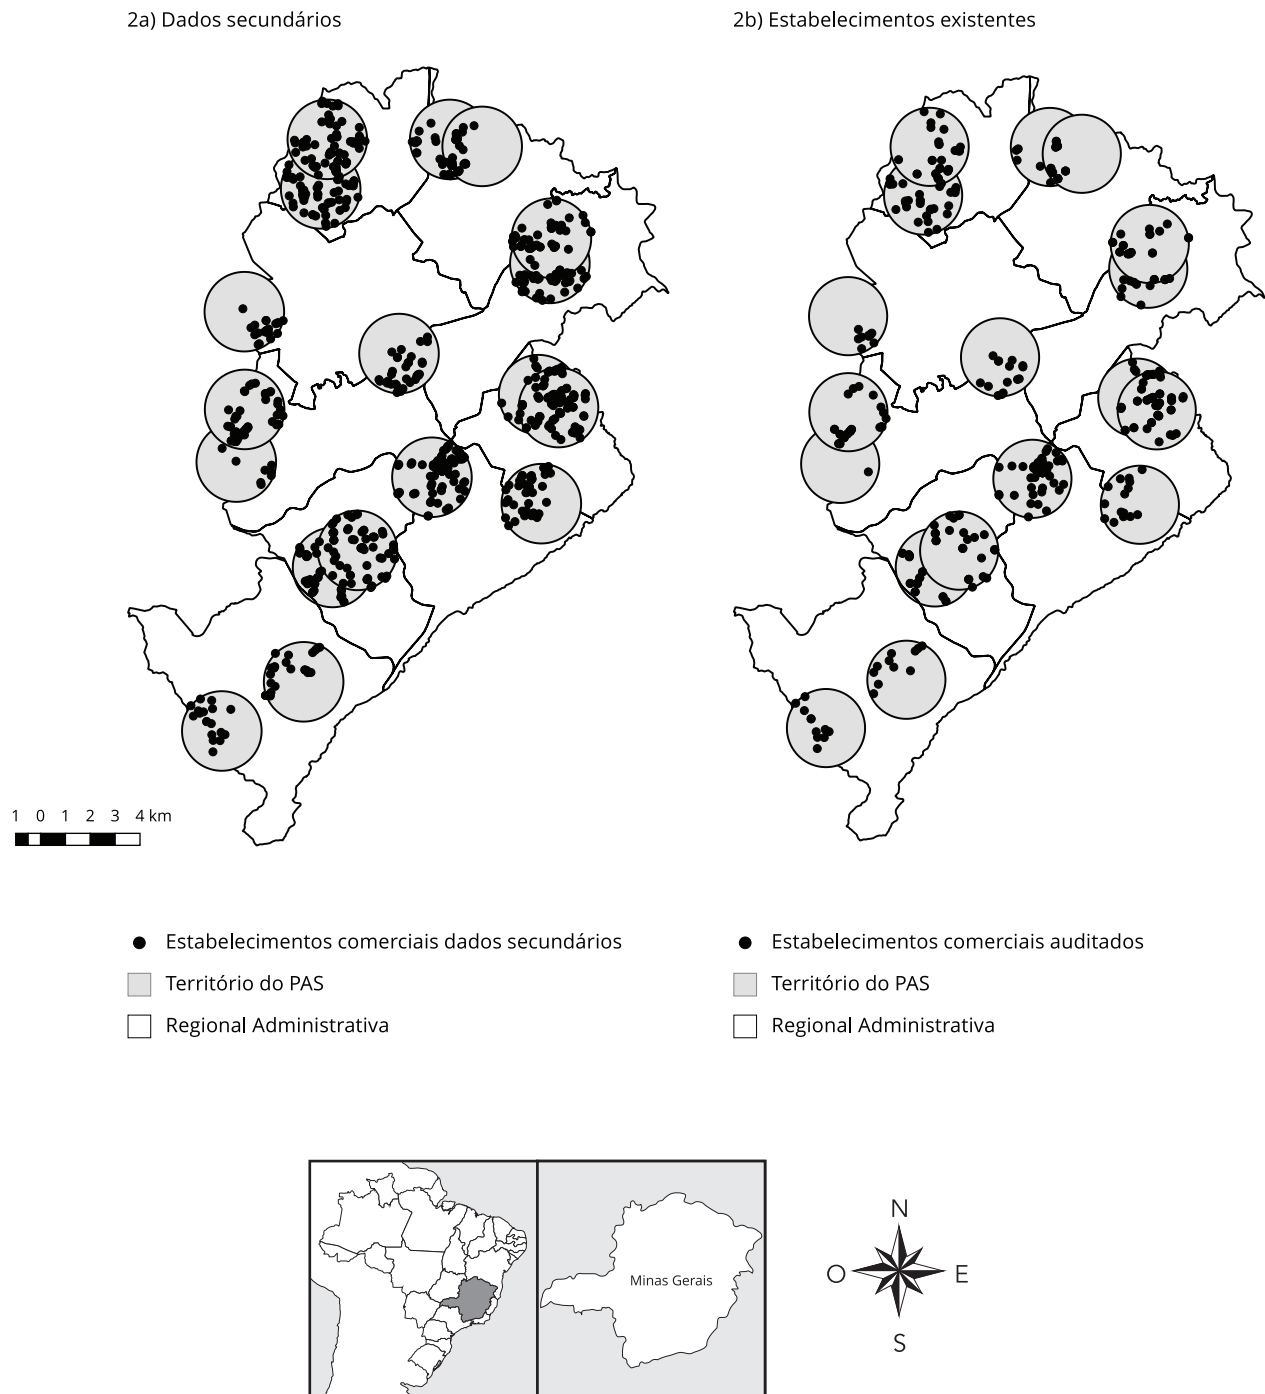 2a) Dados secundários
2b) Estabelecimentos existentes
1 0 1 2 3 4 km
Estabelecimentos comerciais dados secundários
Território do PAS
Regional Administrativa
Estabelecimentos comerciais auditados
Território do PAS
Regional Administrativa
Minas Gerais
N
O
E
S